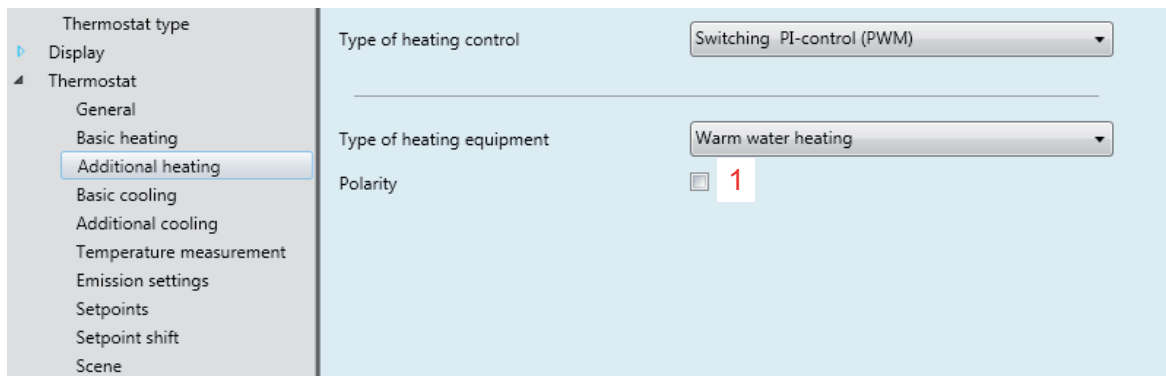 Thermostat type
Display
Thermostat
General
Basic heating
Additional heating
Basic cooling
Additional cooling
Temperature measurement
Emission settings
Setpoints
Setpoint shift
Scene
Type of heating control Switching PI-control (PWM)
Type of heating equipment Warm water heating
Polarity 1